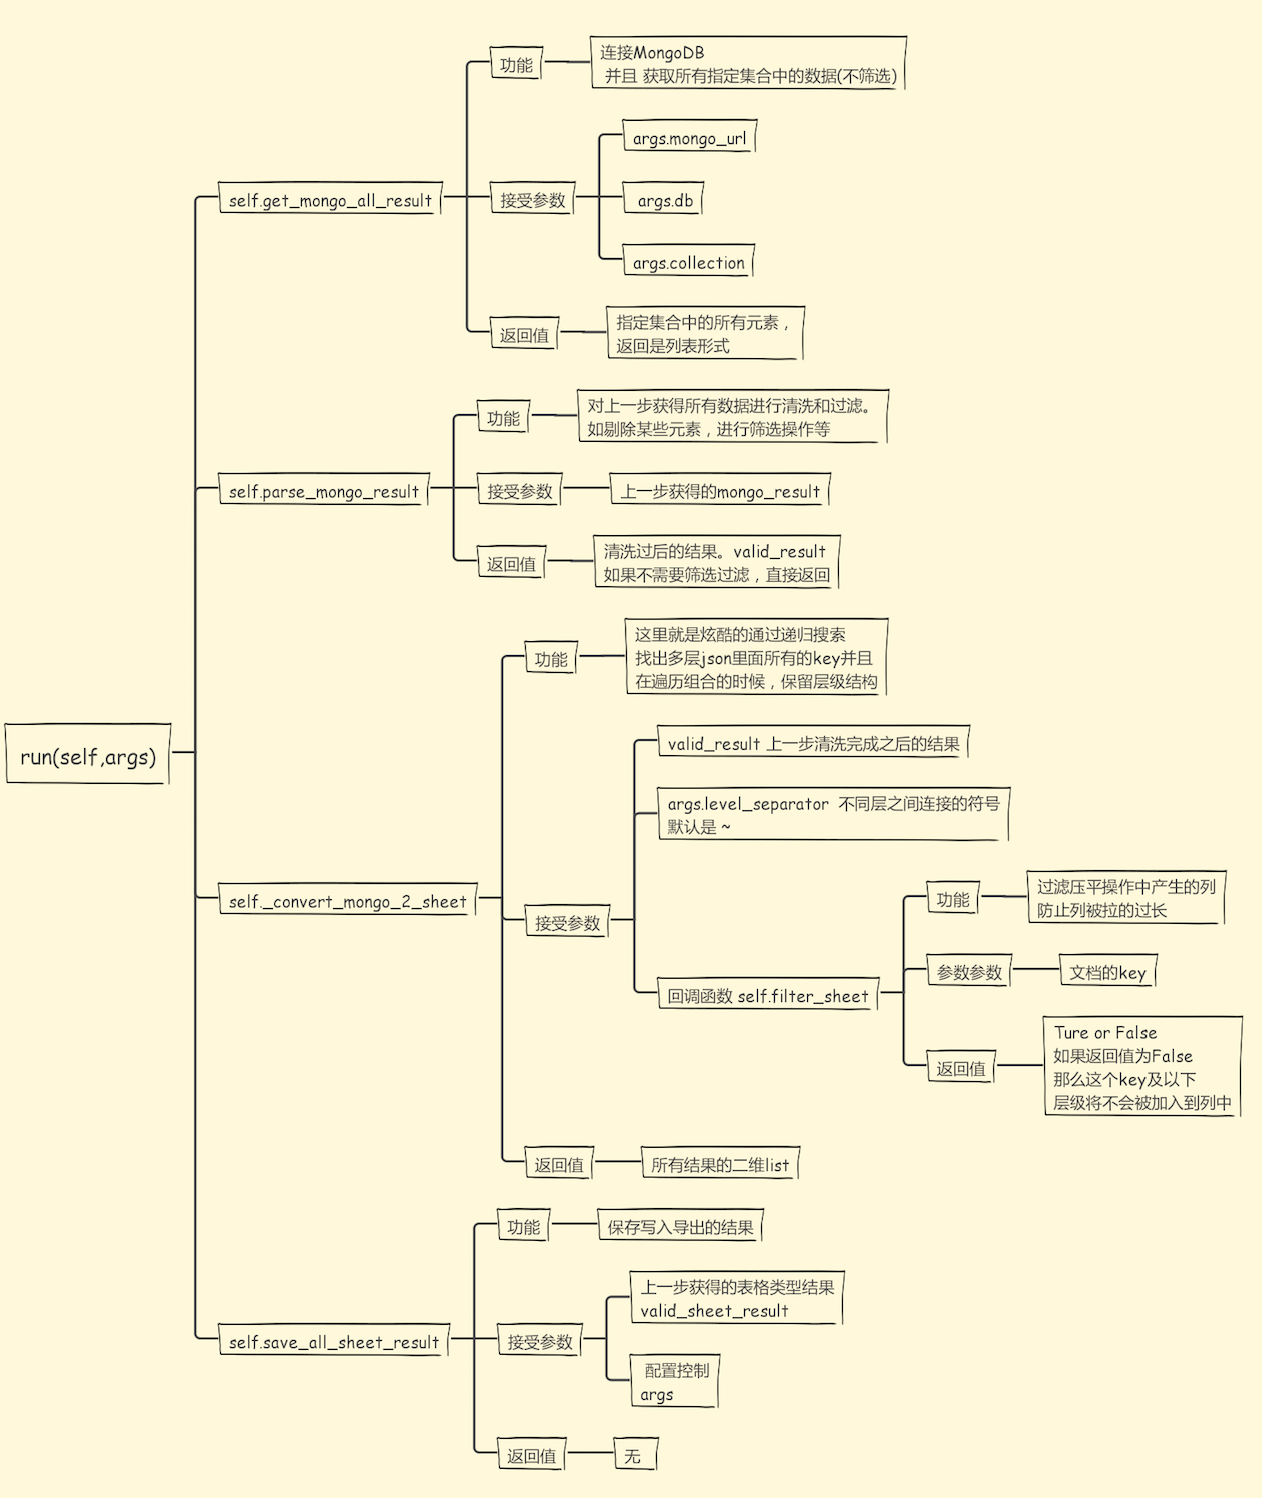 run(self,args)
self.get_mongo_all_result
功能
连接MongoDB
并且 获取所有指定集合中的数据(不筛选)
接受参数
args.mongo_url
args.db
args.collection
返回值
指定集合中的所有元素，
返回是列表形式
self.parse_mongo_result
功能
对上一步获得所有数据进行清洗和过滤。
如剔除某些元素，进行筛选操作等
接受参数
上一步获得的mongo_result
返回值
清洗过后的结果。valid_result
如果不需要筛选过滤，直接返回
self._convert_mongo_2_sheet
功能
这里就是炫酷的通过递归搜索
找出多层json里面所有的key并且
在遍历组合的时候，保留层级结构
接受参数
valid_result 上一步清洗完成之后的结果
args.level_separator 不同层之间连接的符号
默认是 ~
回调函数 self.filter_sheet
功能
过滤压平操作中产生的列
防止列被拉的过长
参数参数
文档的key
返回值
Ture or False
如果返回值为False
那么这个key及以下
层级将不会被加入到列中
返回值
所有结果的二维list
self.save_all_sheet_result
功能
保存写入导出的结果
接受参数
上一步获得的表格类型结果
valid_sheet_result
配置控制
args
返回值
无